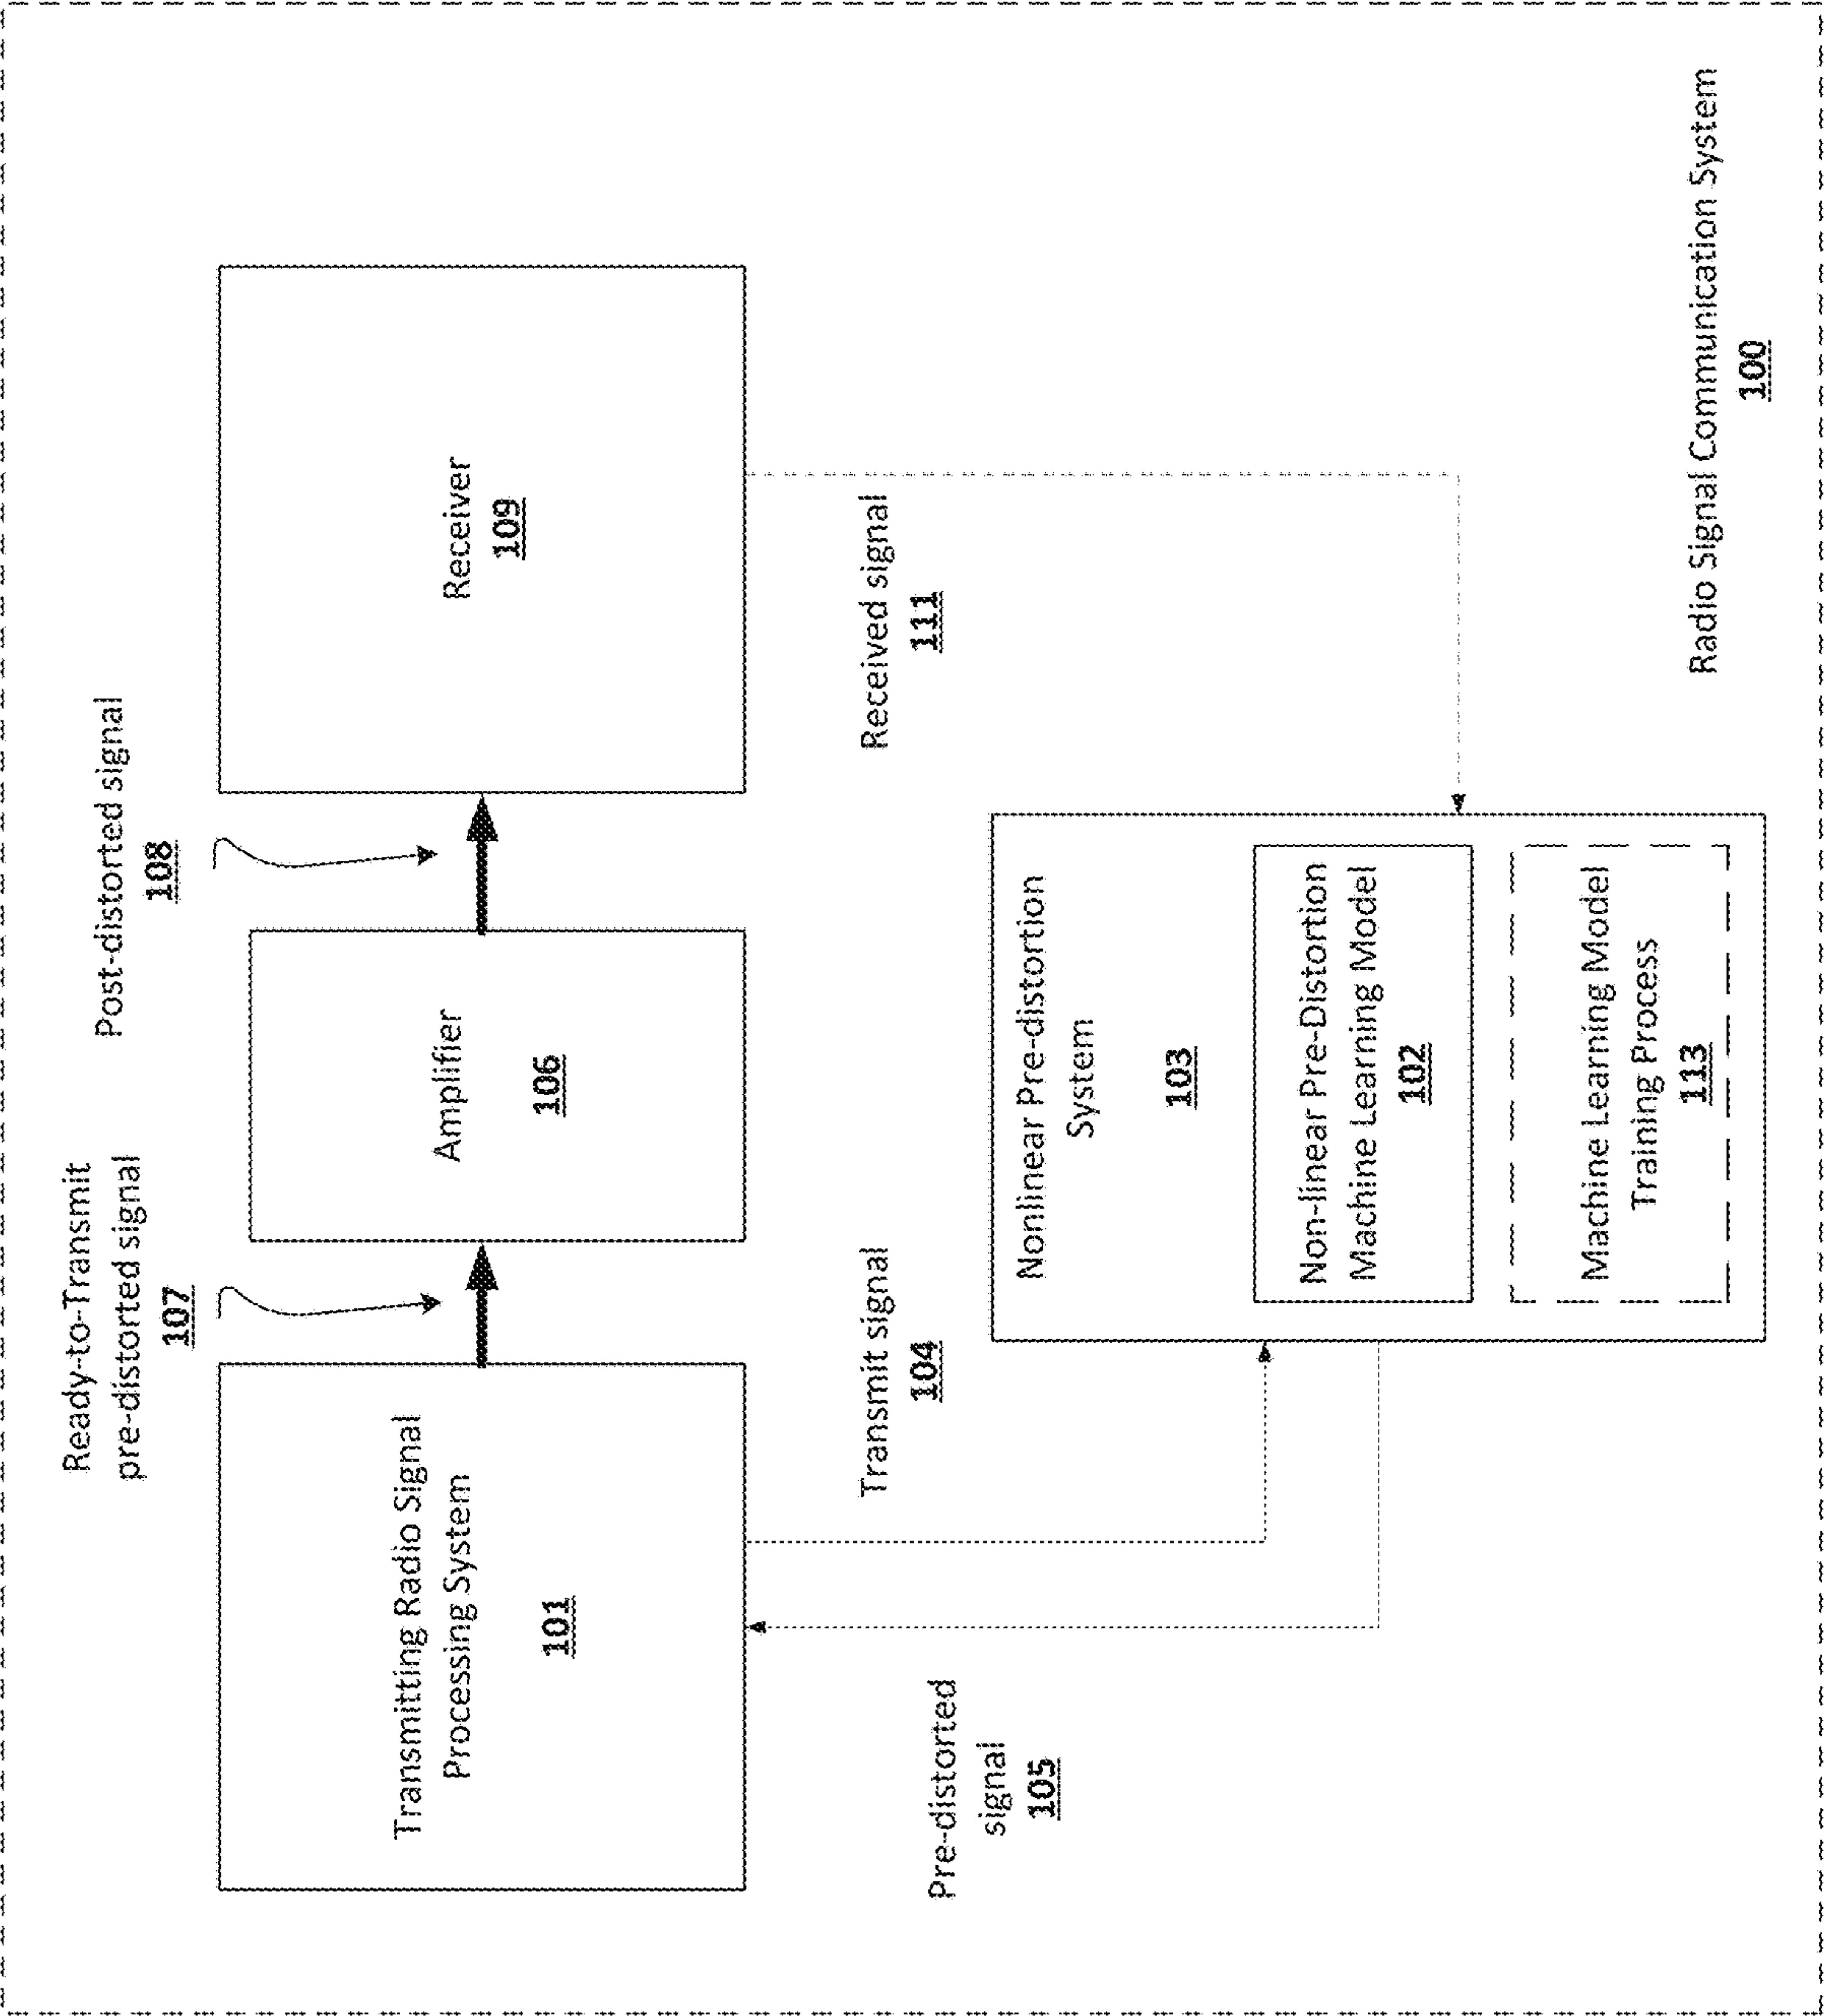 Ready-to-Transmit
pre-distorted signal
107
Post-distorted signal
108
Transmitting Radio Signal
Processing System
101
Amplifier
106
Receiver
109
Transmit signal
104
Received signal
111
Pre-distorted
signal
105
Nonlinear Pre-distortion
System
103
Non-linear Pre-Distortion
Machine Learning Model
102
Machine Learning Model
Training Process
113
Radio Signal Communication System
100